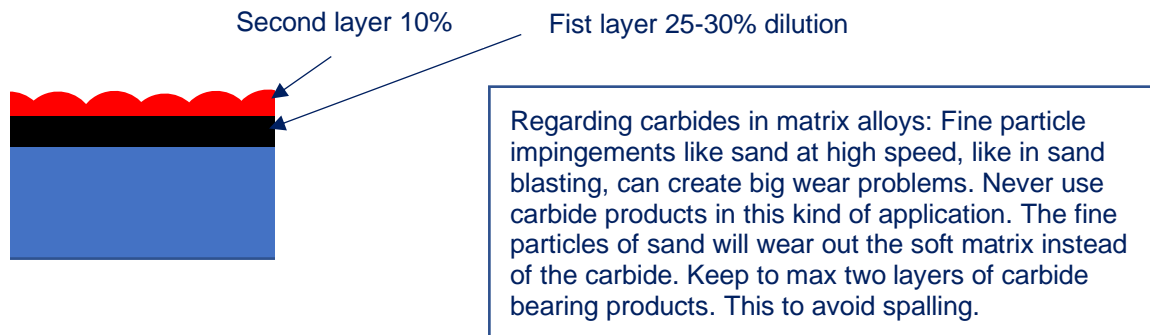 Second layer 10%
Fist layer 25-30% dilution
Regarding carbides in matrix alloys: Fine particle
impingements like sand at high speed, like in sand
blasting, can create big wear problems. Never use
carbide products in this kind of application. The fine
particles of sand will wear out the soft matrix instead
of the carbide. Keep to max two layers of carbide
bearing products. This to avoid spalling.